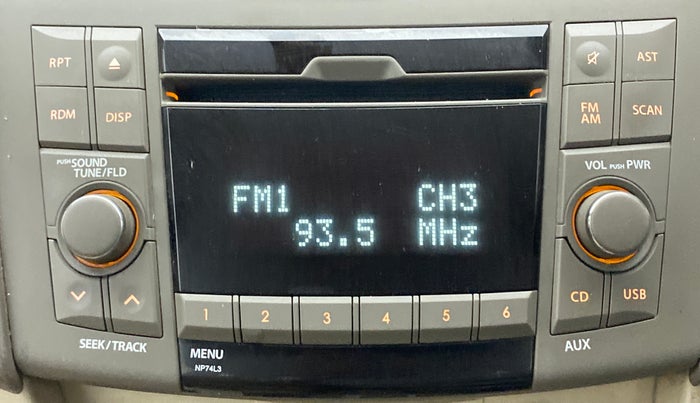 RPT
AST
RDM
DISP
FM
AM
SCAN
PUSH SOUND
TUNE/FLD
VOL PUSH PWR
FM1 CH3
93.5 MHz
CD
USB
1 2 3 4 5 6
SEEK/TRACK
MENU
AUX
NP74L3